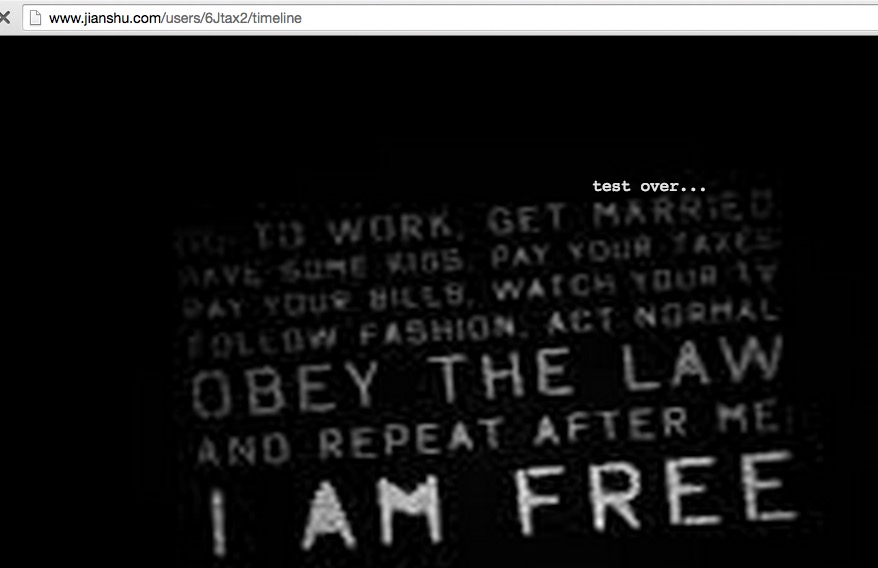 www.jianshu.com/users/6Jtax2/timeline
test over...
TO WORK, GET MARRIED
HAVE SOME KIDS, PAY YOUR TAXES
PAY YOUR BILLS, WATCH YOUR TV
FOLLOW FASHION, ACT NORMAL
OBEY THE LAW
AND REPEAT AFTER ME:
I AM FREE